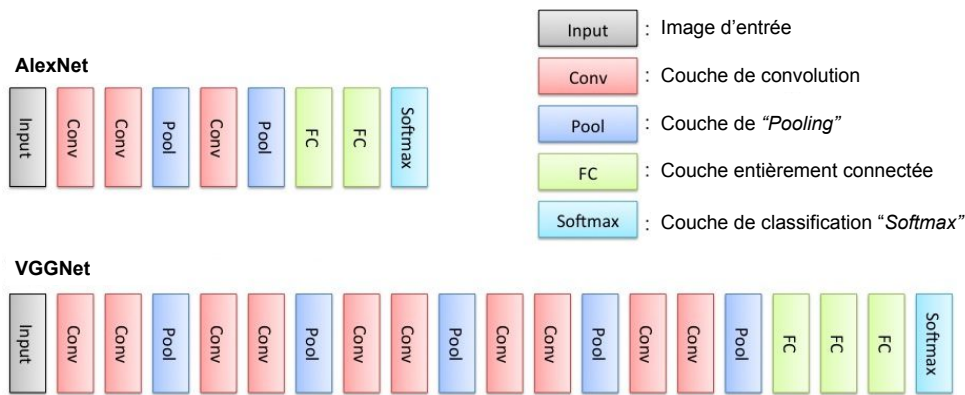 AlexNet
Input Conv Conv Pool Conv Pool FC FC Softmax
Input : Image d'entrée
Conv : Couche de convolution
Pool : Couche de “Pooling”
FC : Couche entièrement connectée
Softmax : Couche de classification “Softmax”
VGGNet
Input Conv Conv Pool Conv Conv Pool Conv Conv Pool Conv Conv Pool Conv Conv Pool FC FC FC Softmax